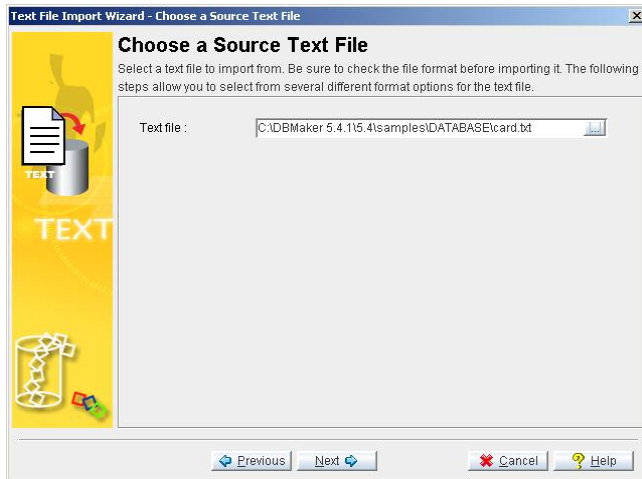 Text File Import Wizard - Choose a Source Text File
Choose a Source Text File
Select a text file to import from. Be sure to check the file format before importing it. The following
steps allow you to select from several different format options for the text file.
Text file :
C:\DBMaker 5.4.1\5.4\samples\DATABASE\card.txt
...
TEXT
TEXT
Previous
Next
Cancel
Help